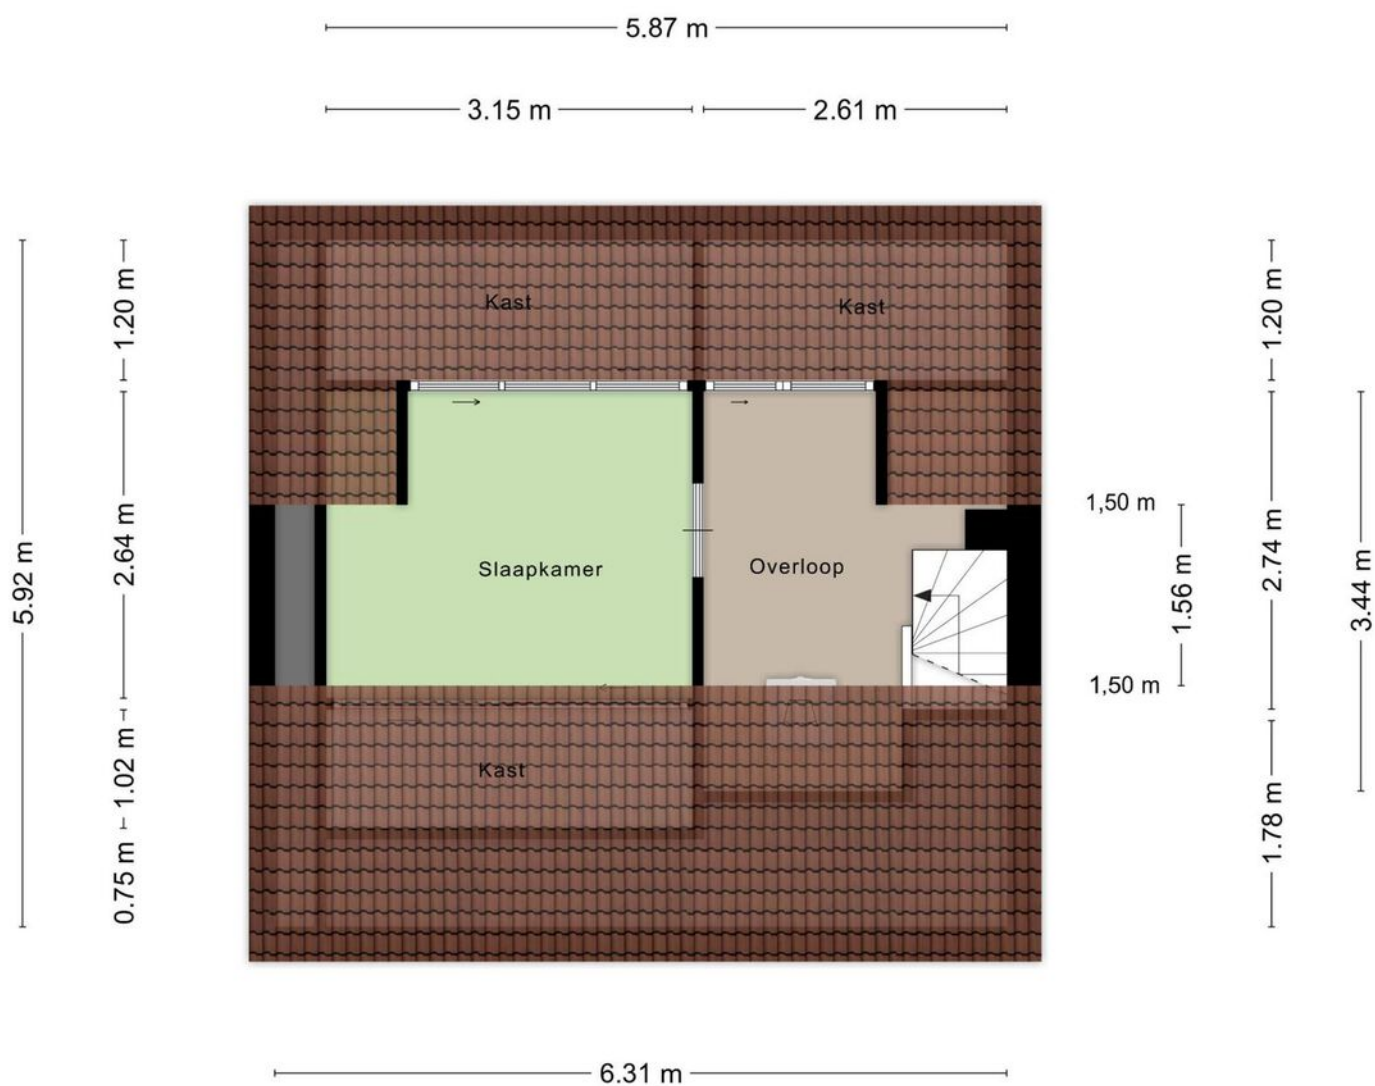 5.87 m
3.15 m
2.61 m
1.20 m
2.64 m
1.02 m
0.75 m
5.92 m
Kast
Kast
Slaapkamer
Overloop
Kast
1,50 m
1,50 m
1.56 m
1.20 m
2.74 m
1.78 m
3.44 m
6.31 m